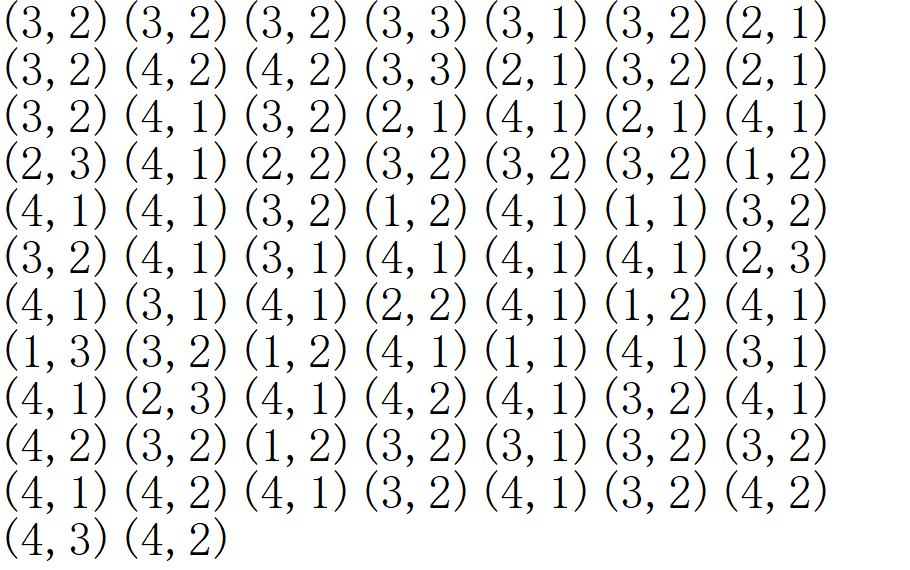 (3, 2) (3, 2) (3, 2) (3, 3) (3, 1) (3, 2) (2, 1)
(3, 2) (4, 2) (4, 2) (3, 3) (2, 1) (3, 2) (2, 1)
(3, 2) (4, 1) (3, 2) (2, 1) (4, 1) (2, 1) (4, 1)
(2, 3) (4, 1) (2, 2) (3, 2) (3, 2) (3, 2) (1, 2)
(4, 1) (4, 1) (3, 2) (1, 2) (4, 1) (1, 1) (3, 2)
(3, 2) (4, 1) (3, 1) (4, 1) (4, 1) (4, 1) (2, 3)
(4, 1) (3, 1) (4, 1) (2, 2) (4, 1) (1, 2) (4, 1)
(1, 3) (3, 2) (1, 2) (4, 1) (1, 1) (4, 1) (3, 1)
(4, 1) (2, 3) (4, 1) (4, 2) (4, 1) (3, 2) (4, 1)
(4, 2) (3, 2) (1, 2) (3, 2) (3, 1) (3, 2) (3, 2)
(4, 1) (4, 2) (4, 1) (3, 2) (4, 1) (3, 2) (4, 2)
(4, 3) (4, 2)